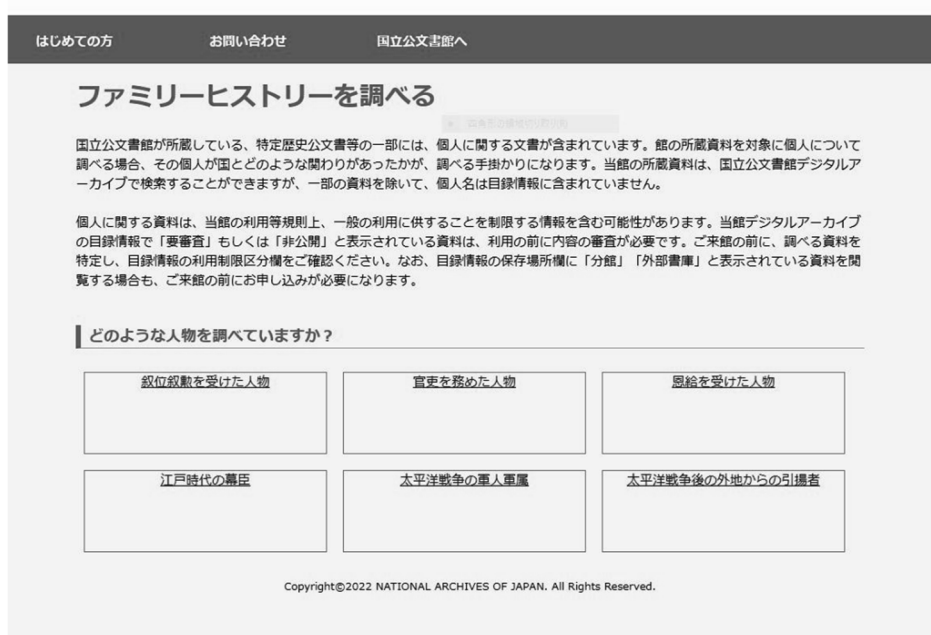 はじめての方
お問い合わせ
国立公文書館へ
ファミリーヒストリーを調べる
国立公文書館が所蔵している、特定歴史公文書等の一部には、個人に関する文書が含まれています。館の所蔵資料を対象に個人について
調べる場合、その個人が国とどのような関わりがあったかが、調べる手掛かりになります。当館の所蔵資料は、国立公文書館デジタルア
ーカイブで検索することができますが、一部の資料を除いて、個人名は目録情報に含まれていません。
個人に関する資料は、当館の利用等規則上、一般の利用に供することを制限する情報を含む可能性があります。当館デジタルアーカイブ
の目録情報で「要審査」もしくは「非公開」と表示されている資料は、利用の前に内容の審査が必要です。ご来館の前に、調べる資料を
特定し、目録情報の利用制限区分欄をご確認ください。なお、目録情報の保存場所欄に「分館」「外部書庫」と表示されている資料を閲
覧する場合も、ご来館の前にお申し込みが必要になります。
どのような人物を調べていますか？
叙位叙勲を受けた人物
官吏を務めた人物
恩給を受けた人物
江戸時代の幕臣
太平洋戦争の軍人軍属
太平洋戦争後の外地からの引揚者
Copyright©2022 NATIONAL ARCHIVES OF JAPAN. All Rights Reserved.